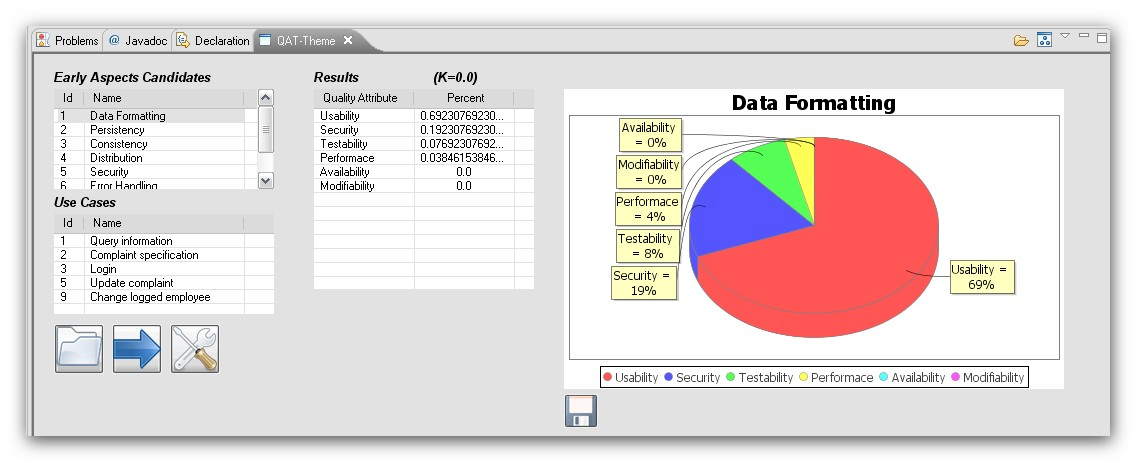 Problems @ Javadoc Declaration QAT-Theme
Early Aspects Candidates
Id Name
1 Data Formatting
2 Persistency
3 Consistency
4 Distribution
5 Security
6 Error Handling
Use Cases
Id Name
1 Query information
2 Complaint specification
3 Login
5 Update complaint
9 Change logged employee
Results (K=0.0)
Quality Attribute Percent
Usability 0.69230769230...
Security 0.19230769230...
Testability 0.07692307692...
Performace 0.03846153846...
Availability 0.0
Modifiability 0.0
Data Formatting
Availability
= 0%
Modifiability
= 0%
Performace
= 4%
Testability
= 8%
Security =
19%
Usability =
69%
Usability Security Testability Performace Availability Modifiability